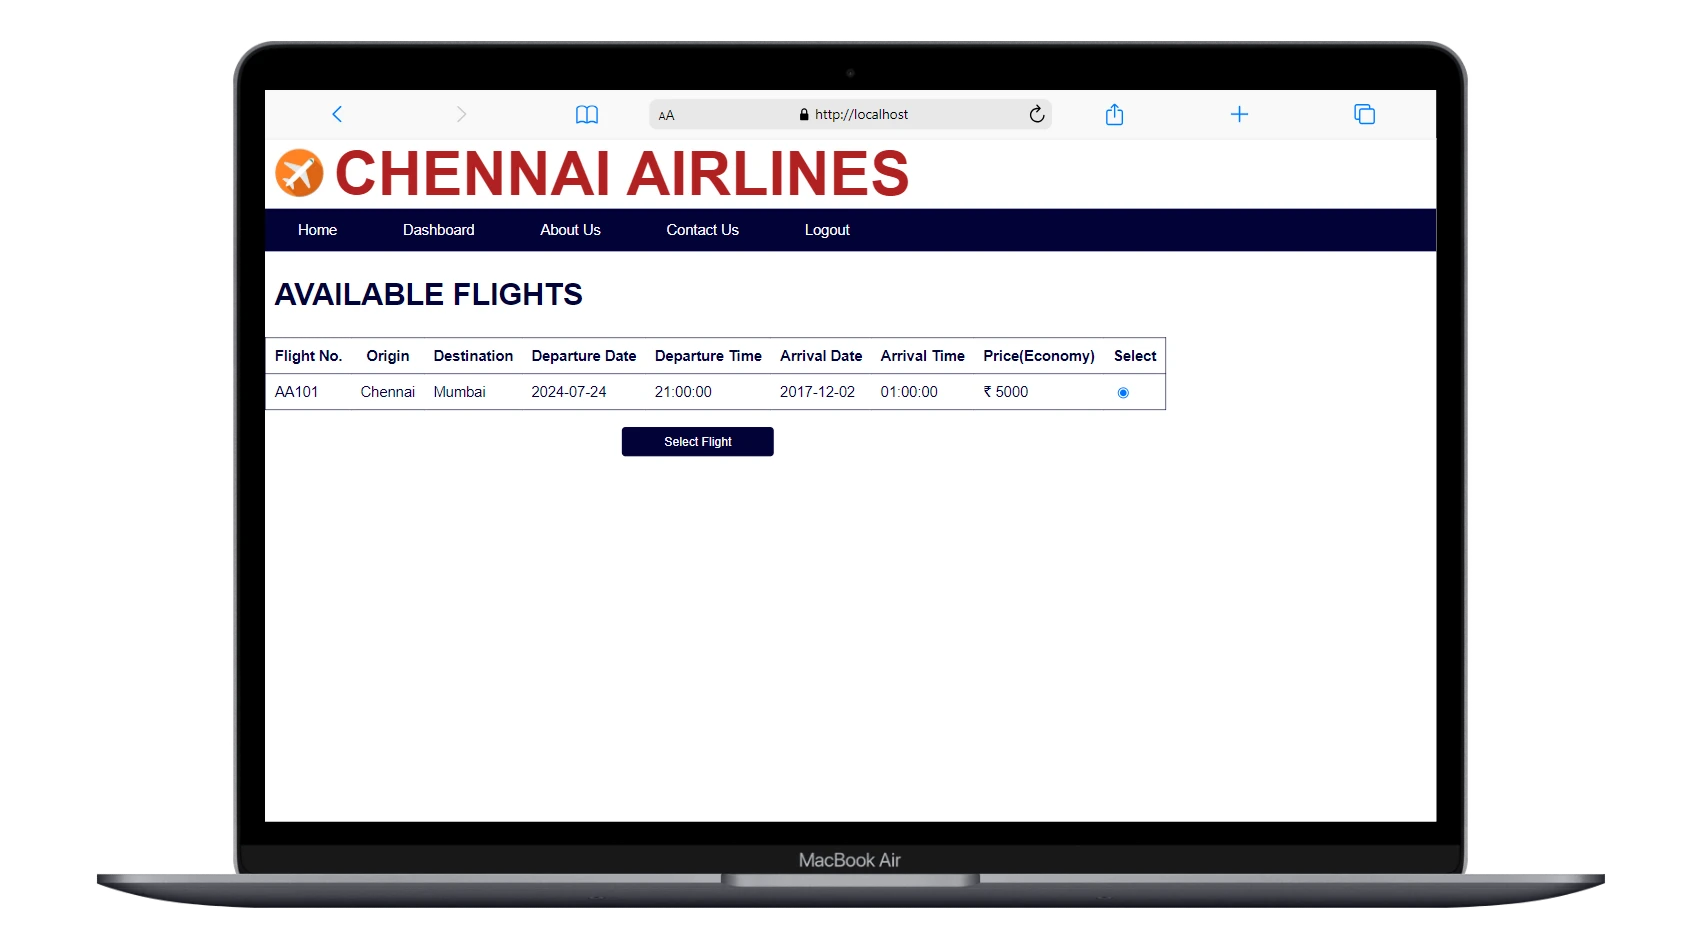 AA http://localhost
CHENNAI AIRLINES
Home Dashboard About Us Contact Us Logout
AVAILABLE FLIGHTS
Flight No. Origin Destination Departure Date Departure Time Arrival Date Arrival Time Price(Economy) Select
AA101 Chennai Mumbai 2024-07-24 21:00:00 2017-12-02 01:00:00 ₹ 5000
Select Flight
MacBook Air